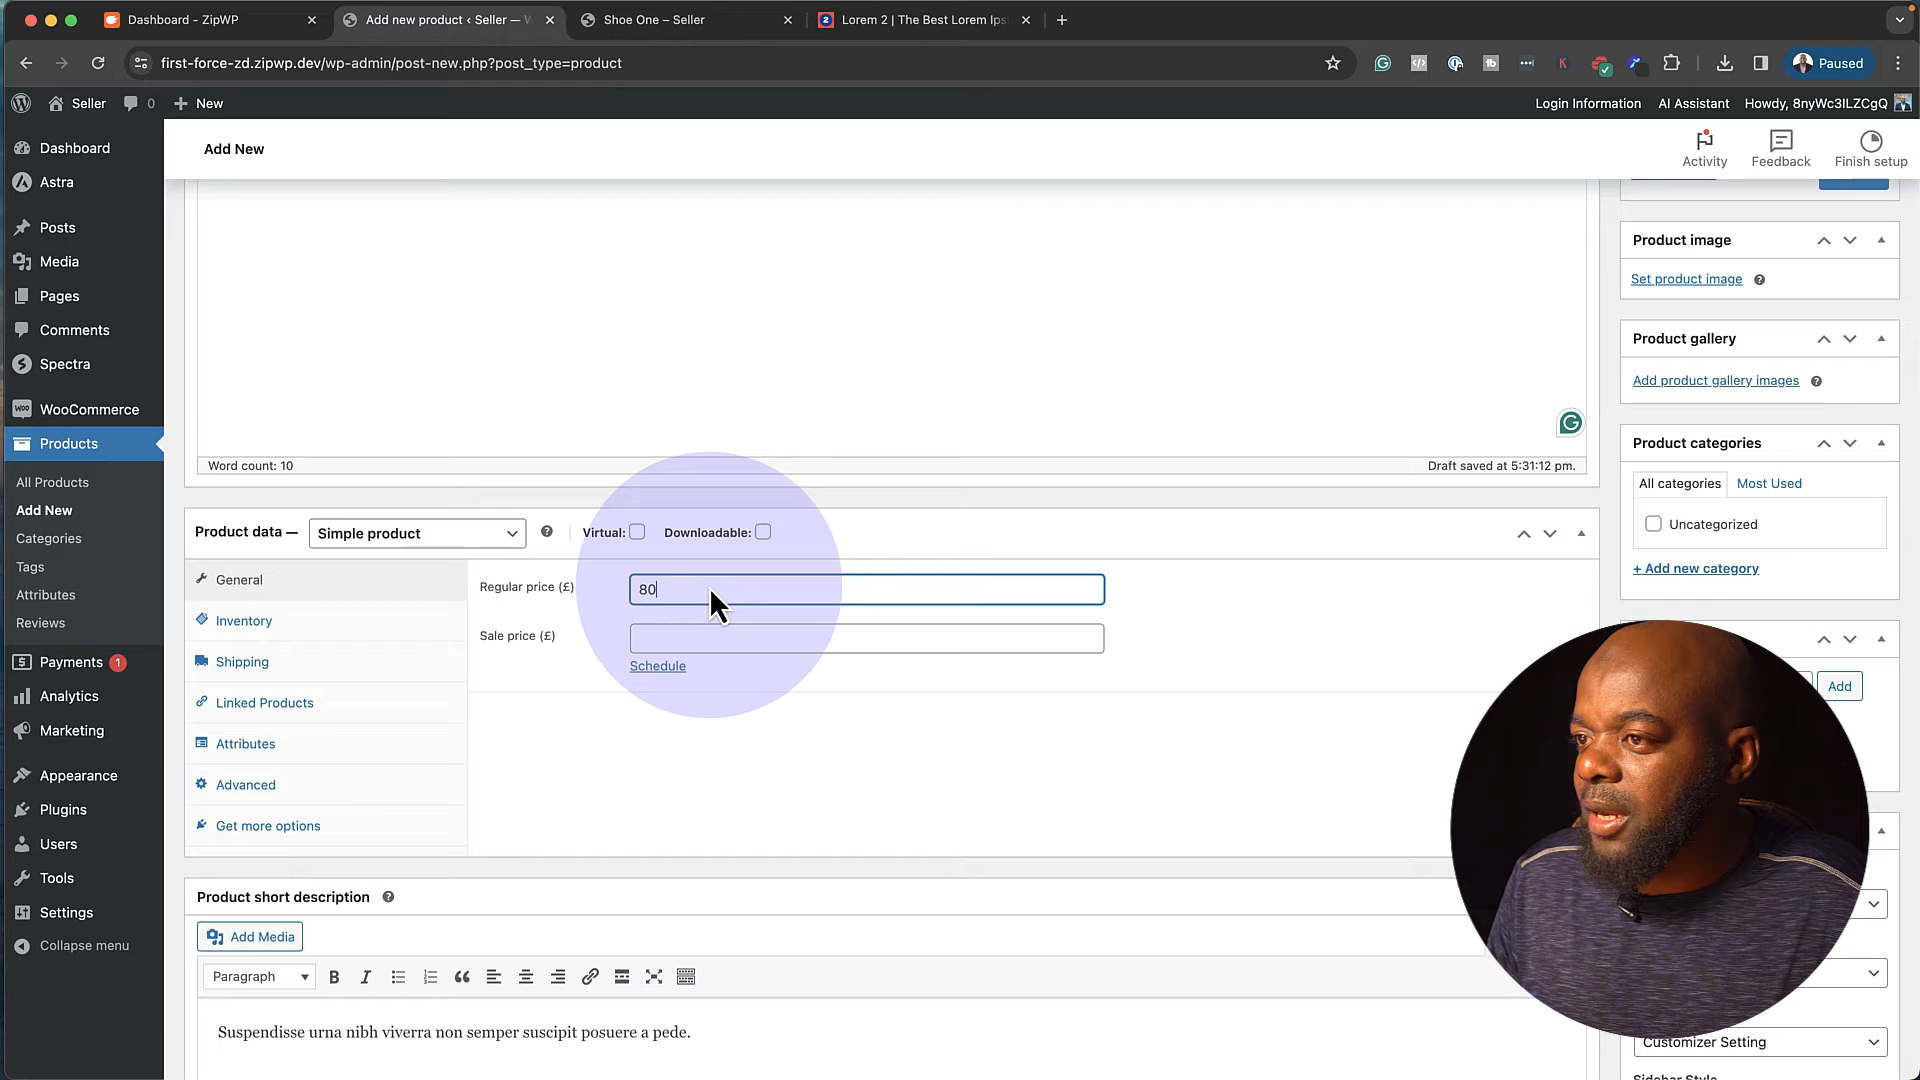 Dashboard - ZipWP
Add new product ‹ Seller — W
Shoe One – Seller
Lorem 2 | The Best Lorem Ips
first-force-zd.zipwp.dev/wp-admin/post-new.php?post_type=product
Paused
Seller
0
New
Login Information
AI Assistant
Howdy, 8nyWc3ILZCgQ
Dashboard
Astra
Posts
Media
Pages
Comments
Spectra
WooCommerce
Products
All Products
Add New
Categories
Tags
Attributes
Reviews
Payments 1
Analytics
Marketing
Appearance
Plugins
Users
Tools
Settings
Collapse menu
Add New
Activity
Feedback
Finish setup
Word count: 10
Draft saved at 5:31:12 pm.
Product data —
Simple product
Virtual:
Downloadable:
General
Inventory
Shipping
Linked Products
Attributes
Advanced
Get more options
Regular price (£)
80
Sale price (£)
Schedule
Product short description
Add Media
Paragraph
Suspendisse urna nibh viverra non semper suscipit posuere a pede.
Product image
Set product image
Product gallery
Add product gallery images
Product categories
All categories
Most Used
Uncategorized
+ Add new category
Add
Customizer Setting
Sidebar Style